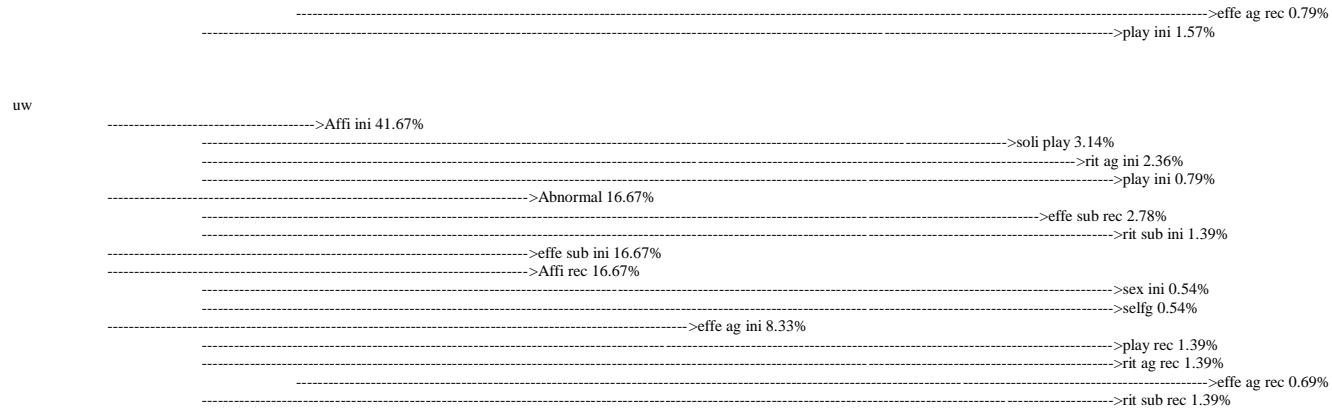 effe ag rec 0.79%
play ini 1.57%
uw
Affi ini 41.67%
soli play 3.14%
rit ag ini 2.36%
play ini 0.79%
Abnormal 16.67%
effe sub rec 2.78%
rit sub ini 1.39%
effe sub ini 16.67%
Affi rec 16.67%
sex ini 0.54%
selfg 0.54%
effe ag ini 8.33%
play rec 1.39%
rit ag rec 1.39%
effe ag rec 0.69%
rit sub rec 1.39%